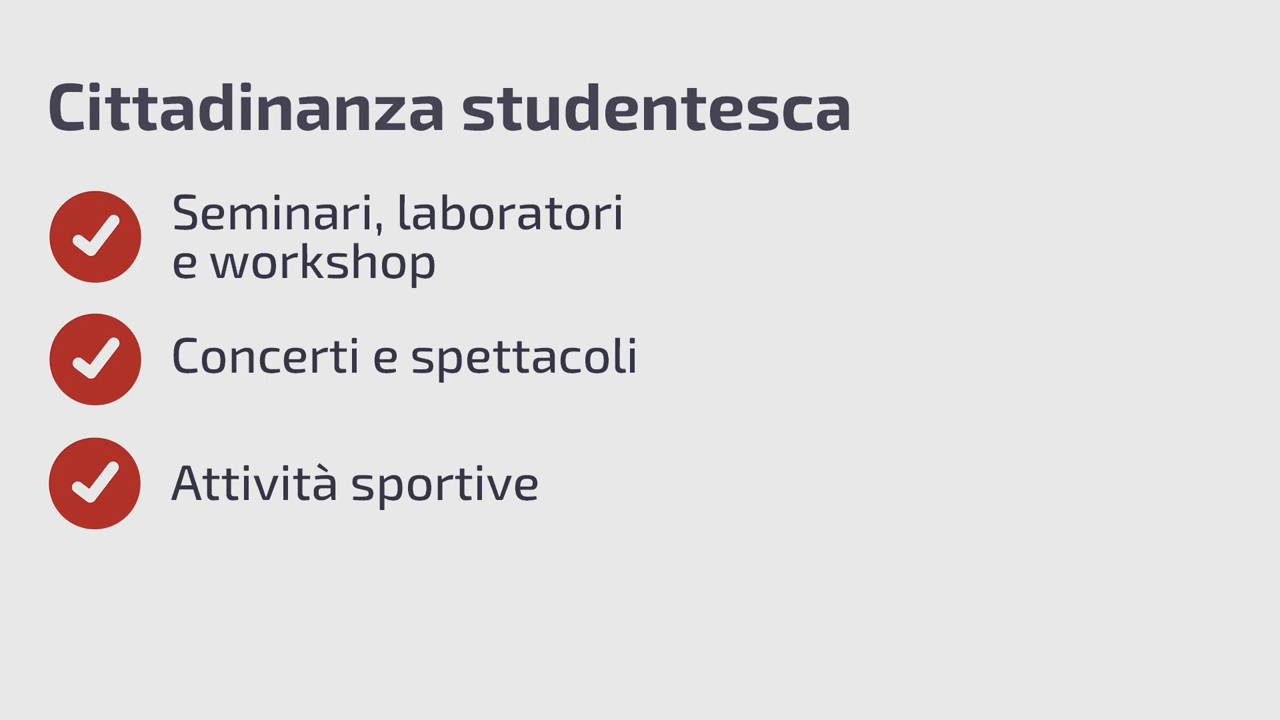 Cittadinanza studentesca
Seminari, laboratori
e workshop
Concerti e spettacoli
Attività sportive